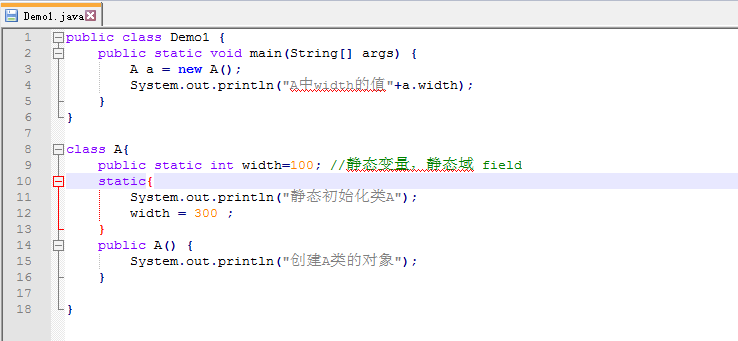 Demo1.java
1 public class Demo1 {
2 public static void main(String[] args) {
3 A a = new A();
4 System.out.println("A中width的值"+a.width);
5 }
6 }
7
8 class A{
9 public static int width=100; //静态变量，静态域 field
10 static{
11 System.out.println("静态初始化类A");
12 width = 300 ;
13 }
14 public A() {
15 System.out.println("创建A类的对象");
16 }
17
18 }